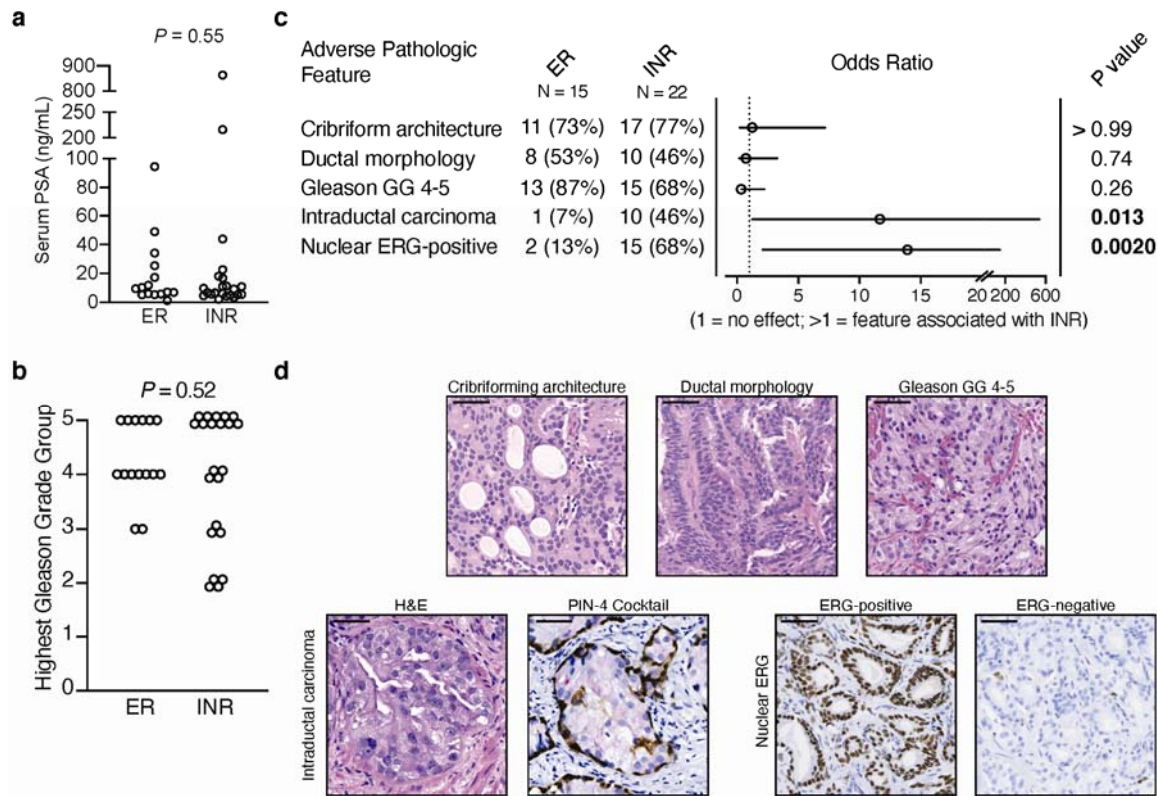 a
P = 0.55
Serum PSA (ng/mL)
900
800
250
200
100
80
60
40
20
0
ER INR
b
P = 0.52
Highest Gleason Grade Group
5
4
3
2
1
0
ER INR
c
Adverse Pathologic
Feature
ER INR Odds Ratio P value
N = 15 N = 22
Cribriform architecture 11 (73%) 17 (77%) > 0.99
Ductal morphology 8 (53%) 10 (46%) 0.74
Gleason GG 4-5 13 (87%) 15 (68%) 0.26
Intraductal carcinoma 1 (7%) 10 (46%) 0.013
Nuclear ERG-positive 2 (13%) 15 (68%) 0.0020
0 5 10 15 20 200 600
(1 = no effect; >1 = feature associated with INR)
d
Cribriforming architecture Ductal morphology Gleason GG 4-5
H&E PIN-4 Cocktail ERG-positive ERG-negative
Intraductal carcinoma
Nuclear ERG